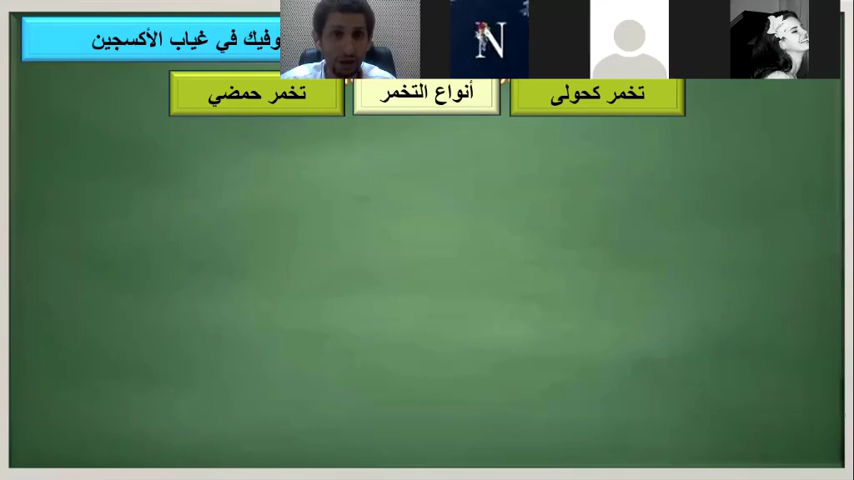 وفيك في غياب الأكسجين
N
تخمر كحولى
أنواع التخمر
تخمر حمضي